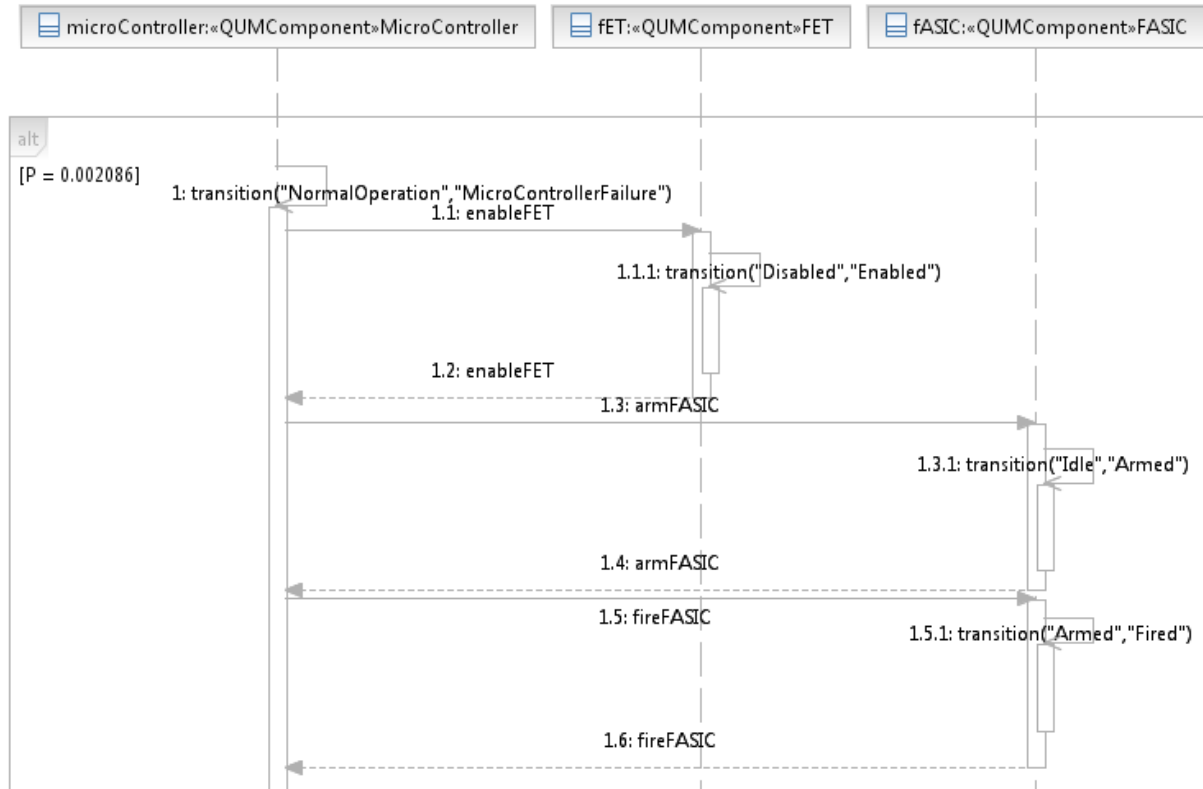 microController:«QUMComponent»MicroController
fET:«QUMComponent»FET
fASIC:«QUMComponent»FASIC
alt
[P = 0.002086]
1: transition("NormalOperation","MicroControllerFailure")
1.1: enableFET
1.1.1: transition("Disabled","Enabled")
1.2: enableFET
1.3: armFASIC
1.3.1: transition("Idle","Armed")
1.4: armFASIC
1.5: fireFASIC
1.5.1: transition("Armed","Fired")
1.6: fireFASIC